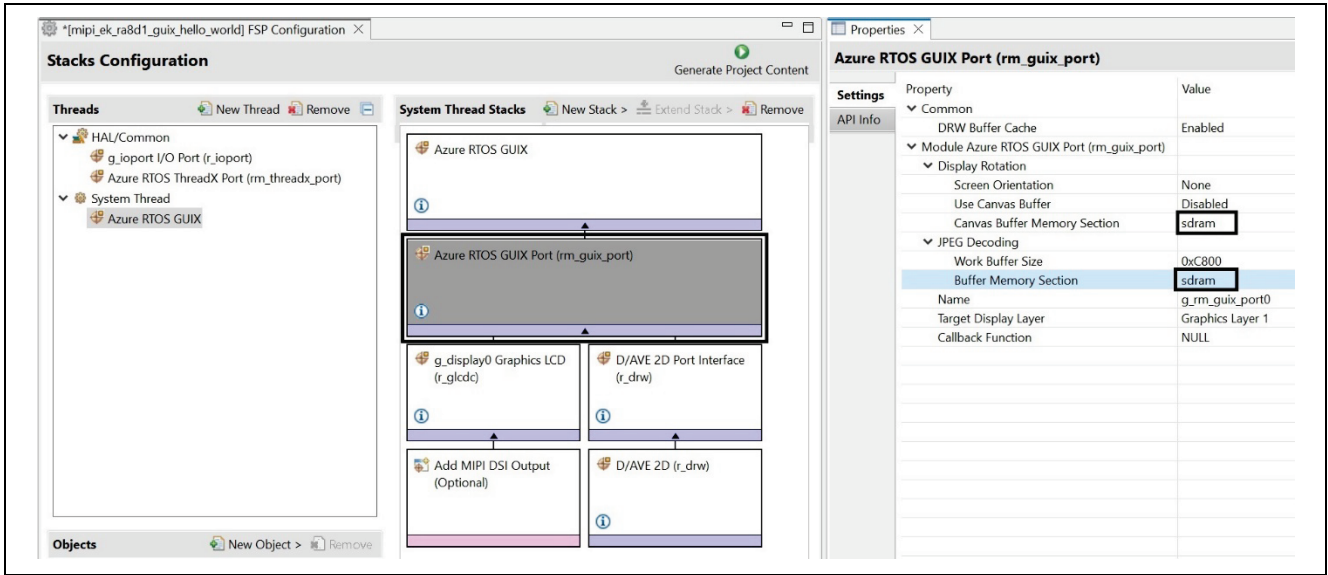 *[mipi_ek_ra8d1_guix_hello_world] FSP Configuration
Stacks Configuration
Generate Project Content
Threads
New Thread
Remove
HAL/Common
g_ioport I/O Port (r_ioport)
Azure RTOS ThreadX Port (rm_threadx_port)
System Thread
Azure RTOS GUIX
Objects
New Object >
Remove
System Thread Stacks
New Stack >
Extend Stack >
Remove
Azure RTOS GUIX
Azure RTOS GUIX Port (rm_guix_port)
g_display0 Graphics LCD
(r_glcdc)
D/AVE 2D Port Interface
(r_drw)
Add MIPI DSI Output
(Optional)
D/AVE 2D (r_drw)
Properties
Azure RTOS GUIX Port (rm_guix_port)
Settings
API Info
Property Value
Common
DRW Buffer Cache Enabled
Module Azure RTOS GUIX Port (rm_guix_port)
Display Rotation
Screen Orientation None
Use Canvas Buffer Disabled
Canvas Buffer Memory Section sdram
JPEG Decoding
Work Buffer Size 0xC800
Buffer Memory Section sdram
Name g_rm_guix_port0
Target Display Layer Graphics Layer 1
Callback Function NULL